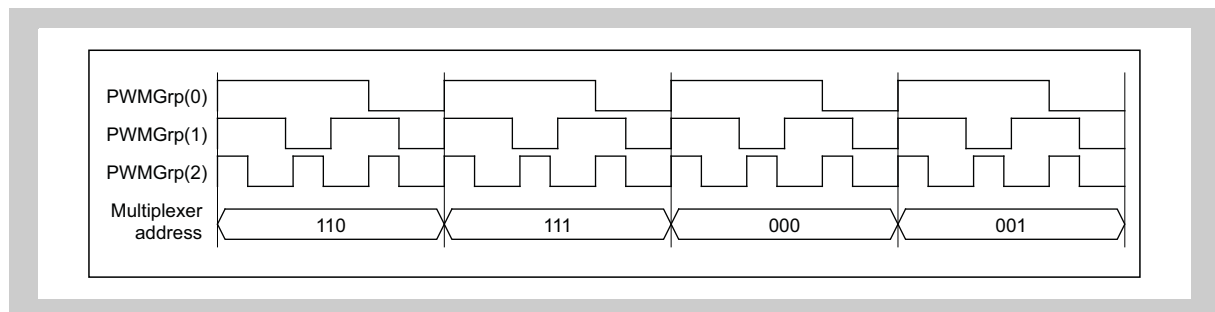 PWMGrp(0)
PWMGrp(1)
PWMGrp(2)
Multiplexer
address
110 111 000 001